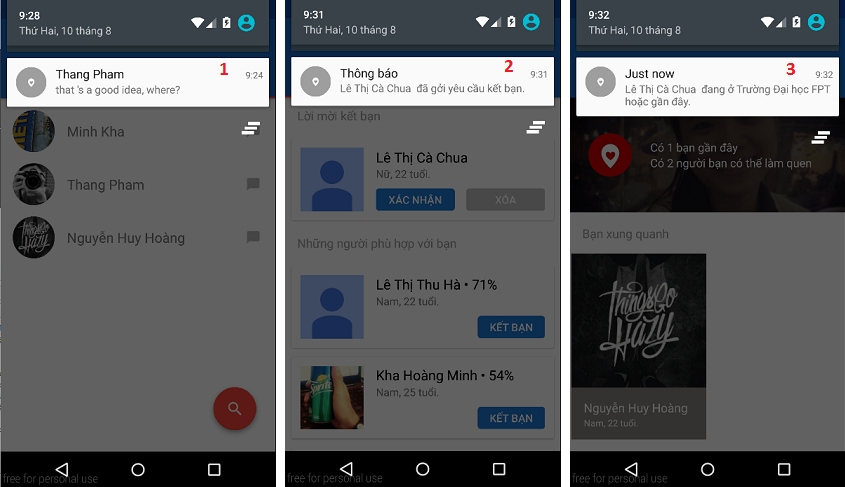 9:28
Thứ Hai, 10 tháng 8
1
Thang Pham
9:24
that 's a good idea, where?
Minh Kha
Thang Pham
Nguyễn Huy Hoàng
free for personal use
9:31
Thứ Hai, 10 tháng 8
2
Thông báo
9:31
Lê Thị Cà Chua đã gởi yêu cầu kết bạn.
Lời mời kết bạn
Lê Thị Cà Chua
Nữ, 22 tuổi.
XÁC NHẬN
XÓA
Những người phù hợp với bạn
Lê Thị Thu Hà • 71%
Nam, 22 tuổi.
KẾT BẠN
Sprite
Kha Hoàng Minh • 54%
Nam, 25 tuổi.
KẾT BẠN
free for personal use
9:32
Thứ Hai, 10 tháng 8
3
Just now
9:32
Lê Thị Cà Chua đang ở Trường Đại học FPT
hoặc gần đây.
Có 1 bạn gần đây
Có 2 người bạn có thể làm quen
Bạn xung quanh
Things Go
Hazy
Nguyễn Huy Hoàng
Nam, 22 tuổi.
free for personal use